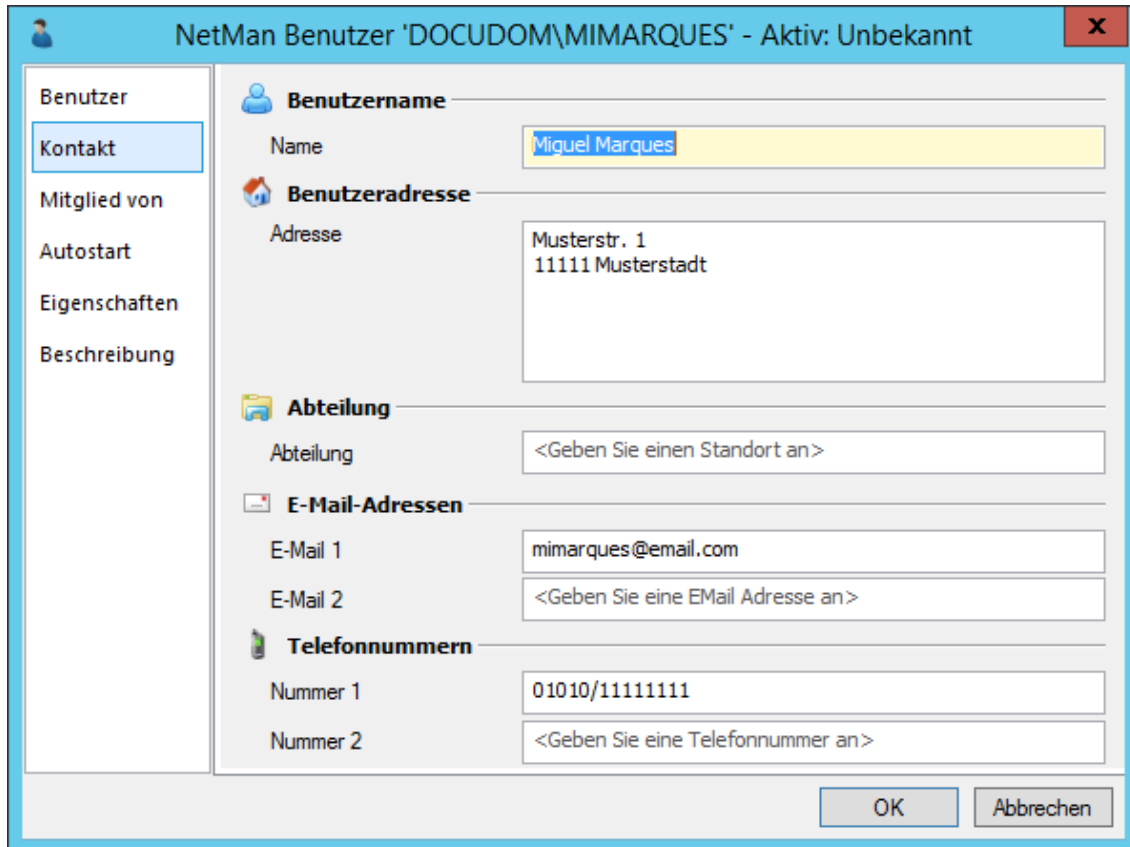 NetMan Benutzer 'DOCUDOM\MIMARQUES' - Aktiv: Unbekannt
x
Benutzer
Kontakt
Mitglied von
Autostart
Eigenschaften
Beschreibung
Benutzername
Name
Miguel Marques
Benutzeradresse
Adresse
Musterstr. 1
11111 Musterstadt
Abteilung
Abteilung
<Geben Sie einen Standort an>
E-Mail-Adressen
E-Mail 1
mimarques@email.com
E-Mail 2
<Geben Sie eine EMail Adresse an>
Telefonnummern
Nummer 1
01010/11111111
Nummer 2
<Geben Sie eine Telefonnummer an>
OK
Abbrechen